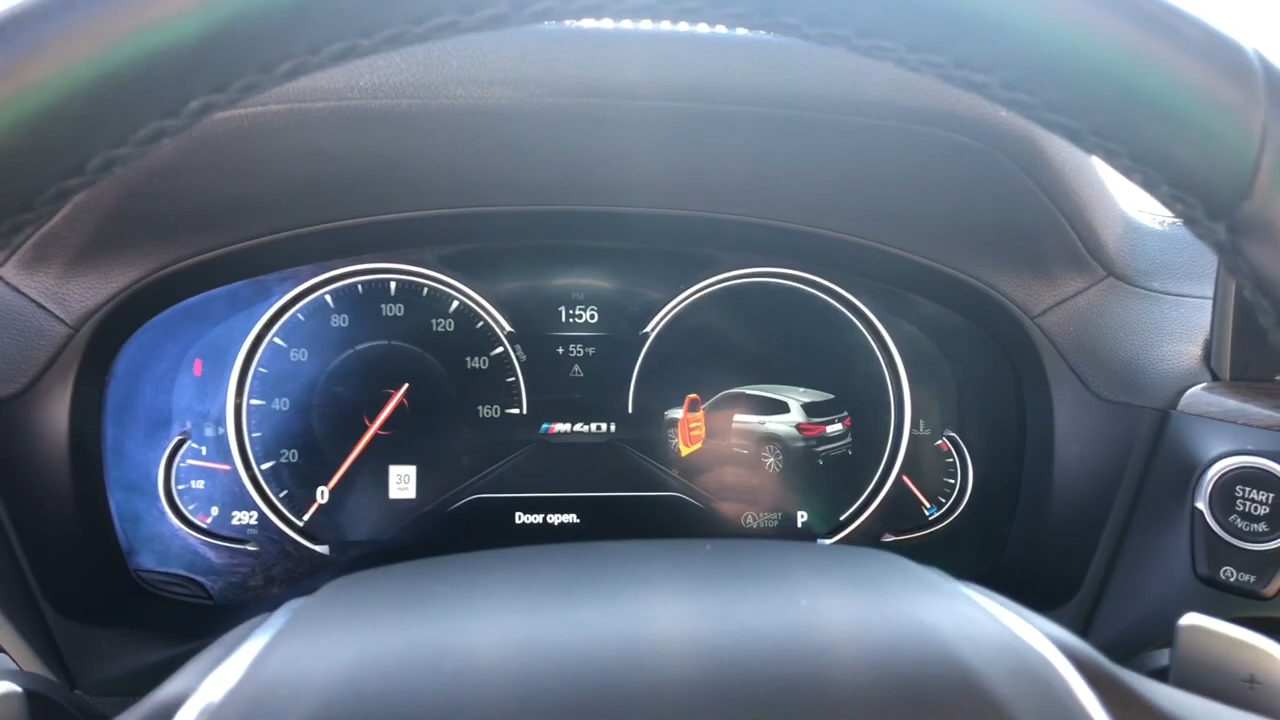 PM
1:56
+ 55 °F
M40i
0
20
40
60
80
100
120
140
160
mph
30
mph
1
1/2
0
292
mi
Door open.
A START
STOP
P
START
STOP
ENGINE
A OFF
+